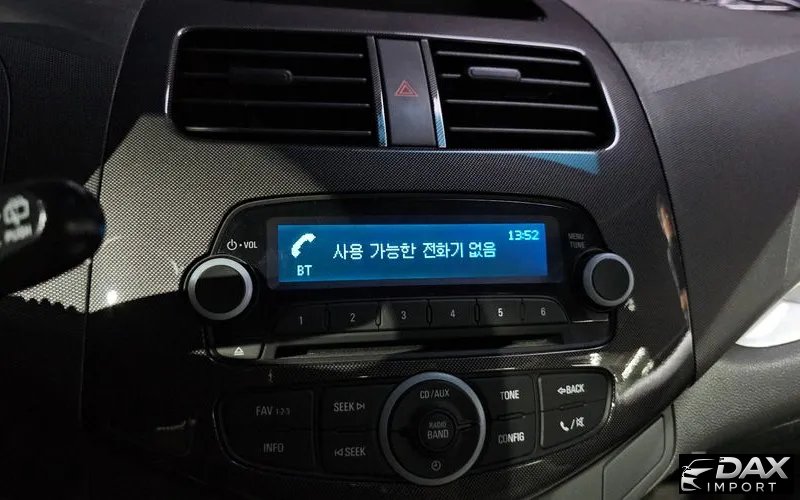 PUSH
VOL
13:52
사용 가능한 전화기 없음
BT
MENU
TUNE
1 2 3 4 5 6
CD/AUX
TONE
BACK
FAV 1-2-3
SEEK
RADIO
BAND
INFO
SEEK
CONFIG
DAX
IMPORT